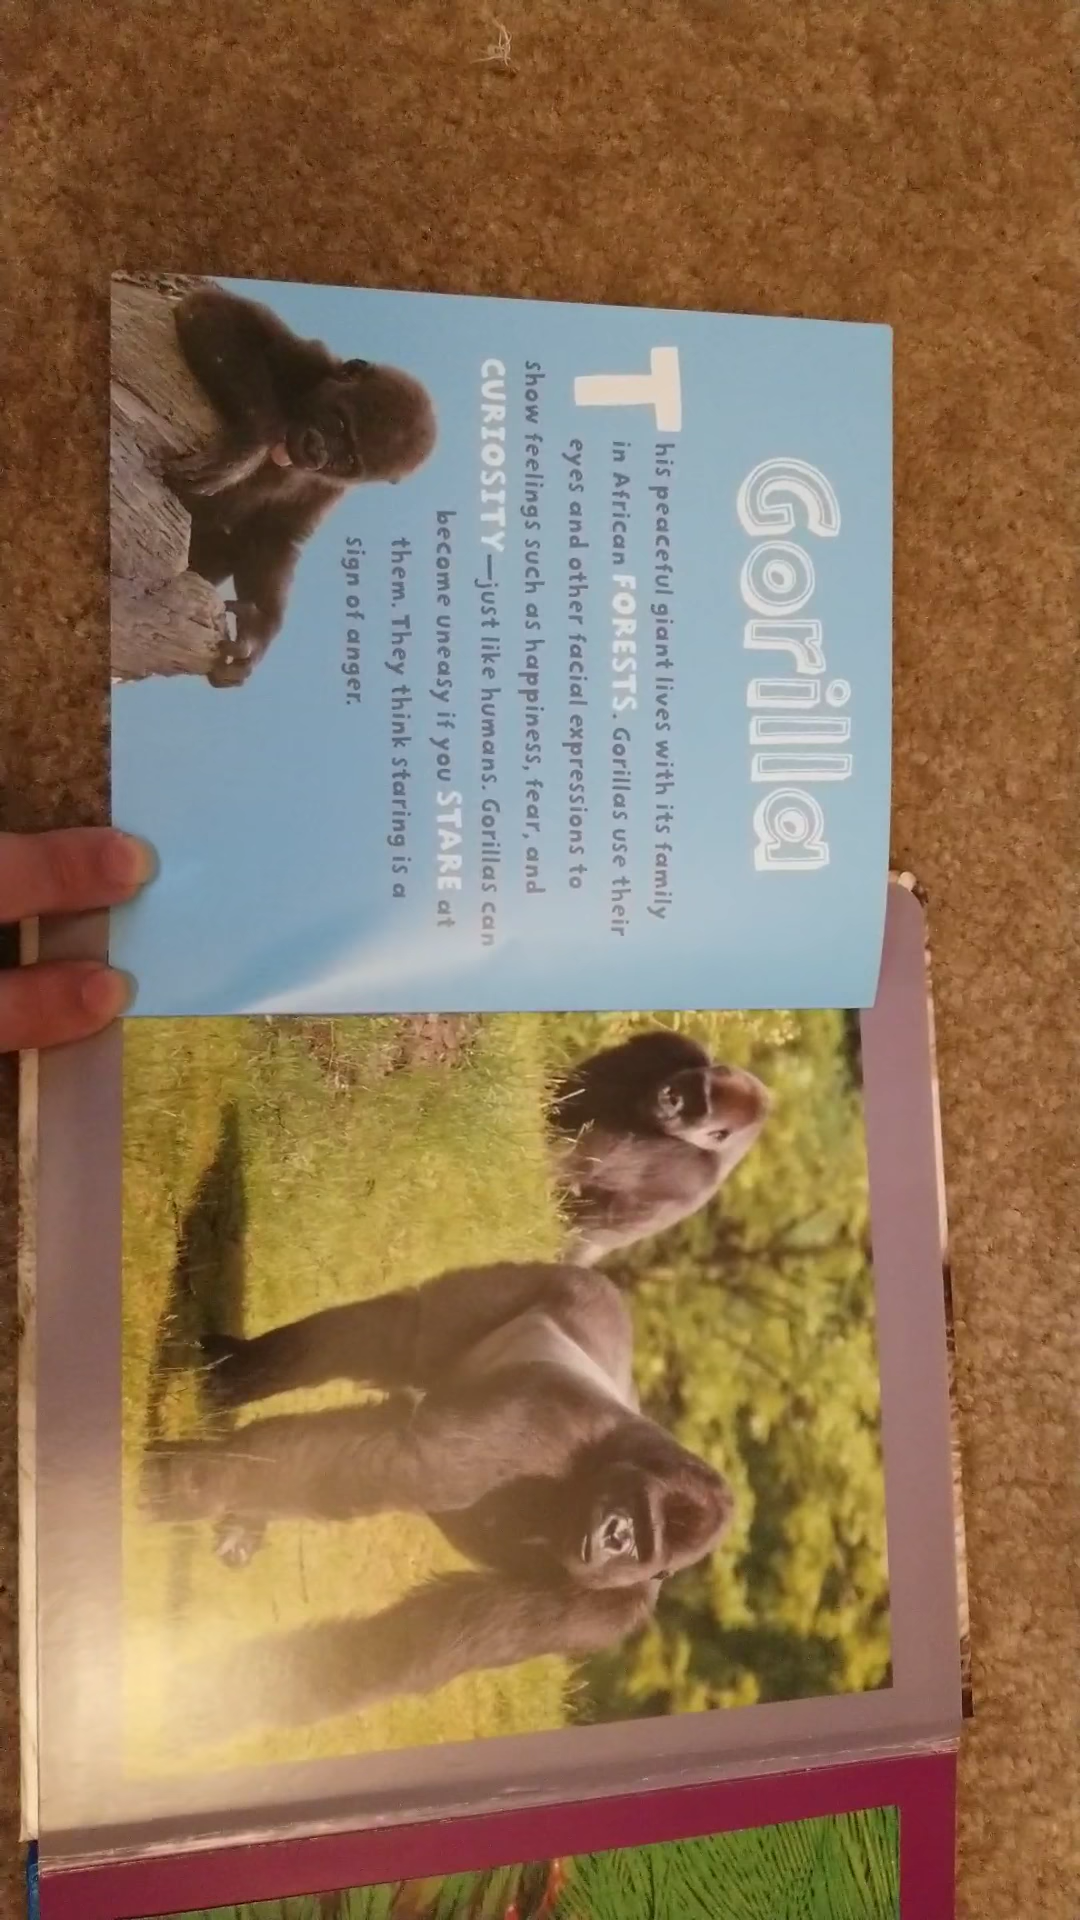 Gorilla
This peaceful giant lives with its family
in African FORESTS. Gorillas use their
eyes and other facial expressions to
show feelings such as happiness, fear, and
CURIOSITY—just like humans. Gorillas can
become uneasy if you STARE at
them. They think staring is a
sign of anger.